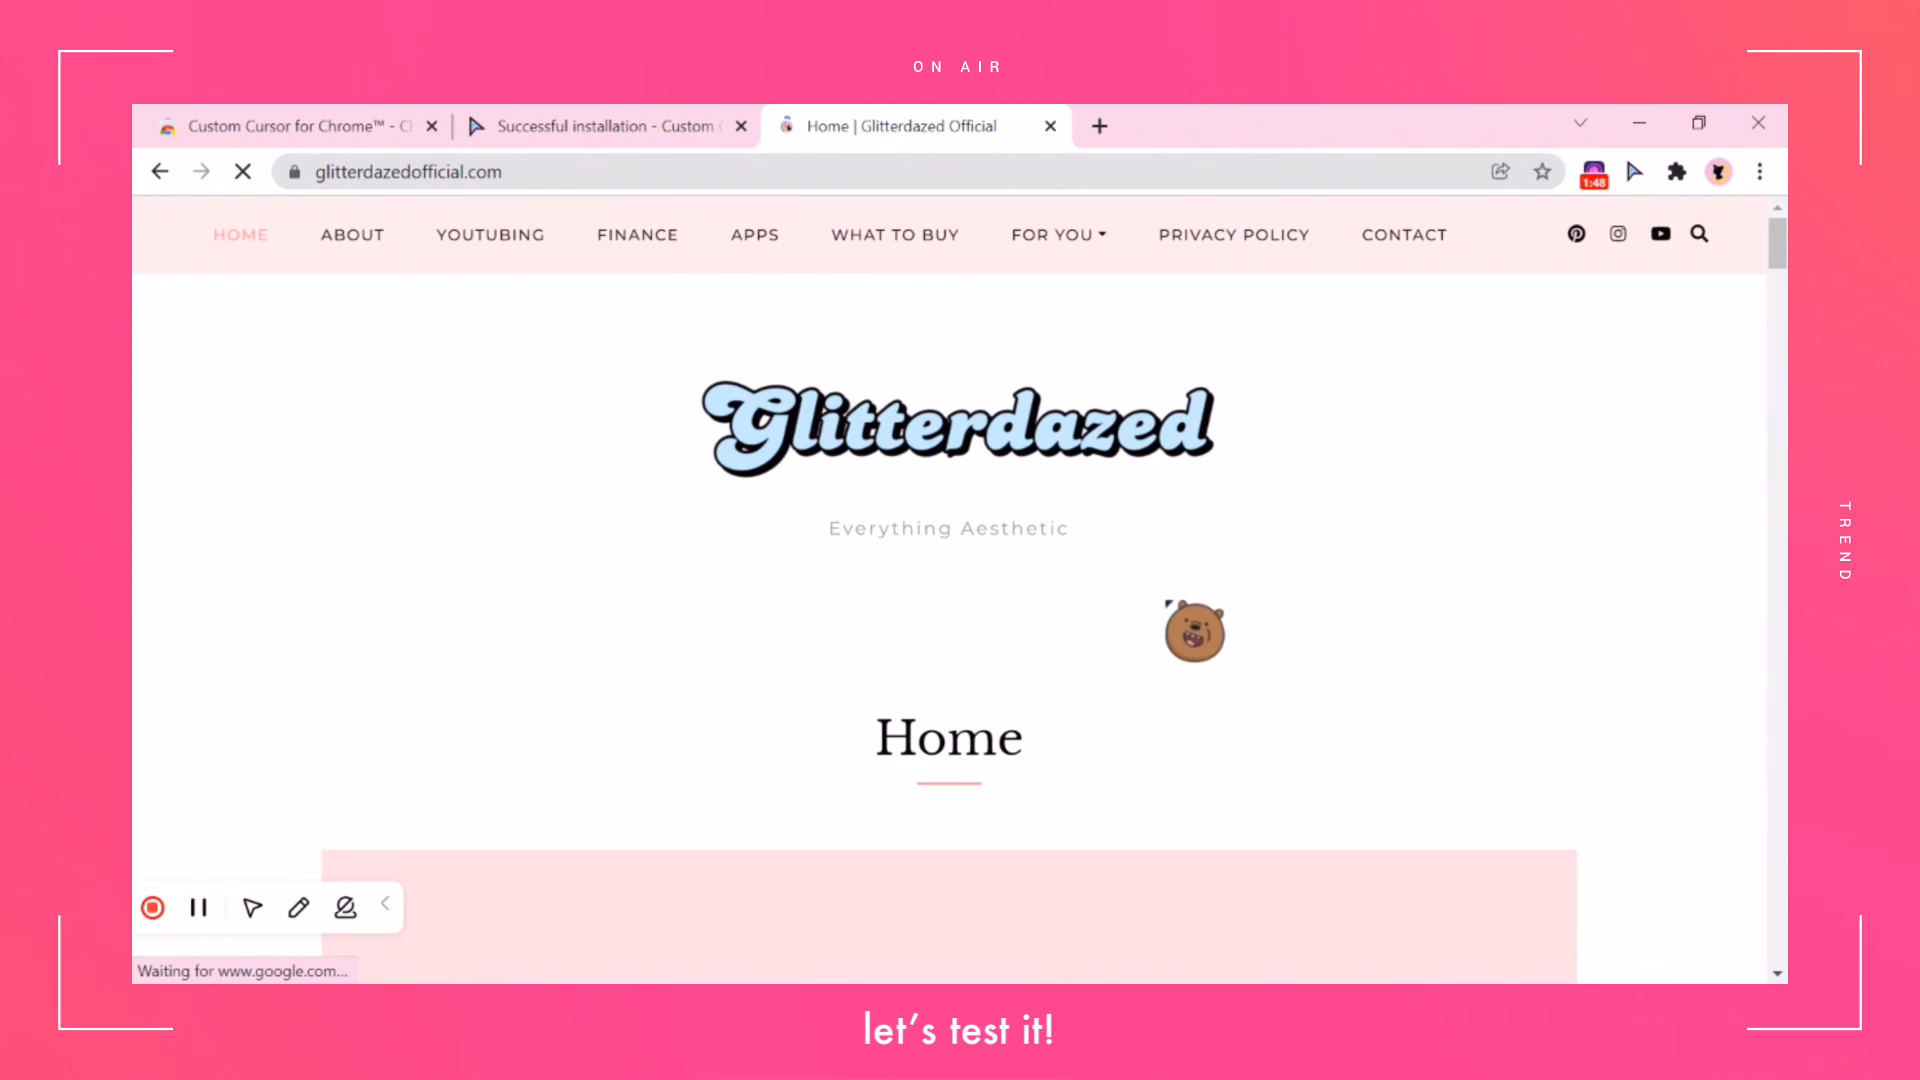 ON AIR
Custom Cursor for Chrome™ - Ch
Successful installation - Custom C
Home | Glitterdazed Official
glitterdazedofficial.com
1:48
HOME
ABOUT
YOUTUBING
FINANCE
APPS
WHAT TO BUY
FOR YOU
PRIVACY POLICY
CONTACT
Glitterdazed
Everything Aesthetic
TREND
Home
Waiting for www.google.com...
let's test it!